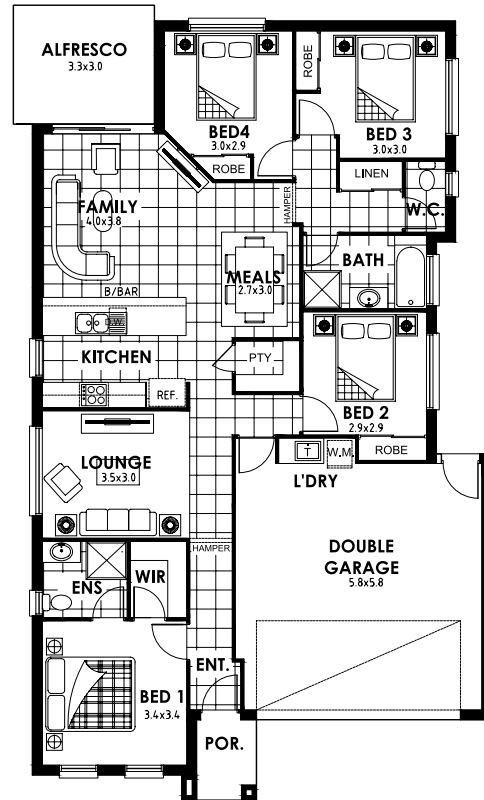 ALFRESCO
3.3x3.0
BED4
3.0x2.9
ROBE
ROBE
BED 3
3.0x3.0
LINEN
W.C.
HAMPER
FAMILY
4.0x3.8
MEALS
2.7x3.0
BATH
B/BAR
D.W.
KITCHEN
PTY
REF.
BED 2
2.9x2.9
ROBE
LOUNGE
3.5x3.0
T
W.M
L'DRY
HAMPER
DOUBLE
GARAGE
5.8x5.8
ENS
WIR
ENT.
BED 1
3.4x3.4
POR.